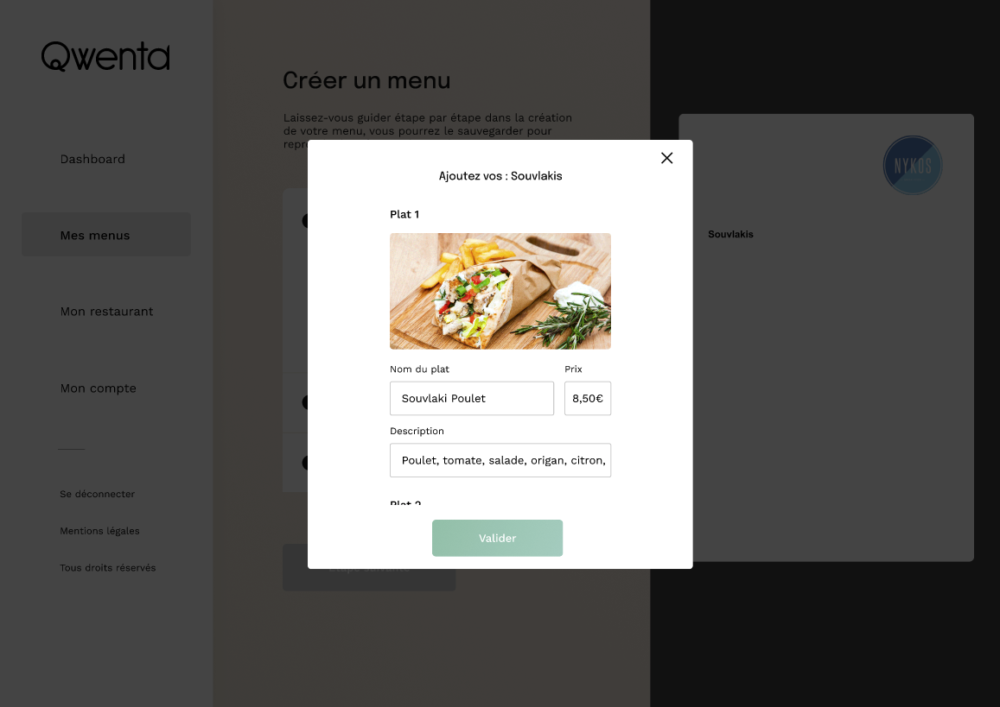 Qwenta
Dashboard
Mes menus
Mon restaurant
Mon compte
Se déconnecter
Mentions légales
Tous droits réservés
Créer un menu
Laissez-vous guider étape par étape dans la création
de votre menu, vous pourrez le sauvegarder pour
Ajoutez vos : Souvlakis
Plat 1
Nom du plat
Prix
Souvlaki Poulet
8,50€
Description
Poulet, tomate, salade, origan, citron,
Plat 2
Valider
Étape suivante
NYKOS
Souvlakis